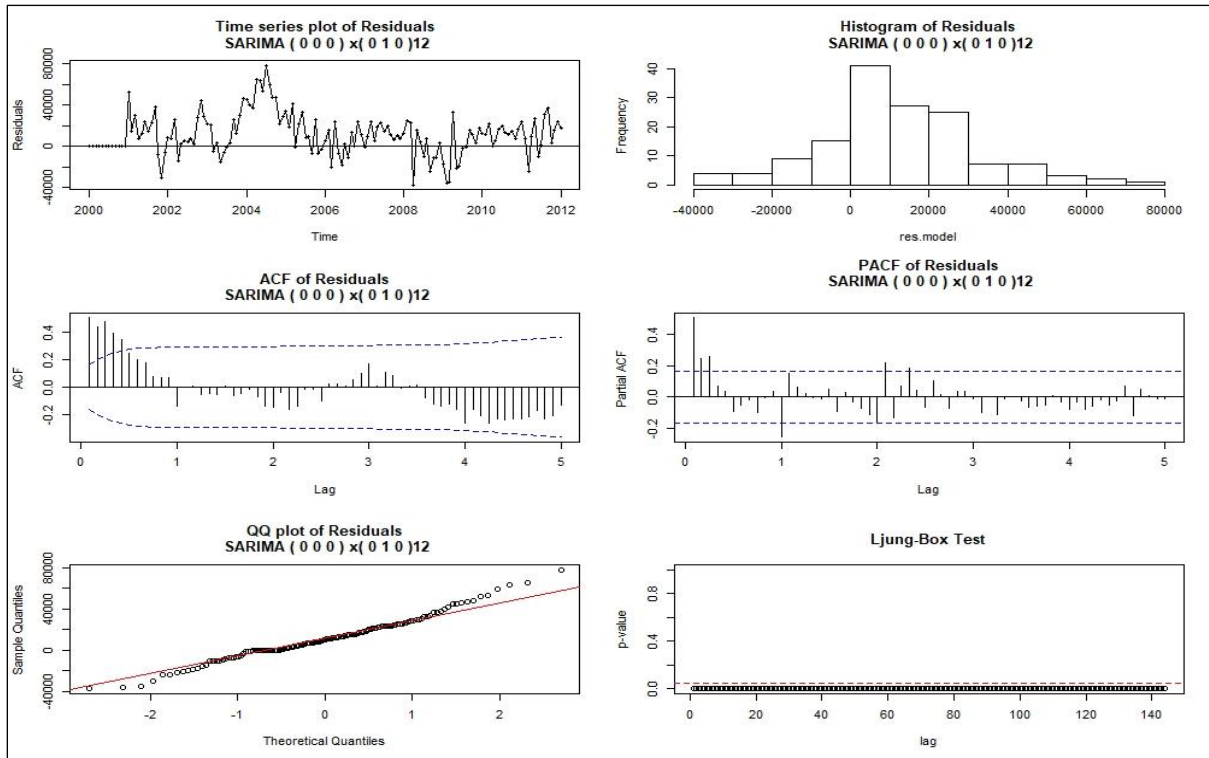 Time series plot of Residuals
SARIMA ( 0 0 0 ) x( 0 1 0 )12
Residuals
80000
40000
0
-40000
2000 2002 2004 2006 2008 2010 2012
Time
Histogram of Residuals
SARIMA ( 0 0 0 ) x( 0 1 0 )12
Frequency
40
30
20
10
0
-40000 -20000 0 20000 40000 60000 80000
res.model
ACF of Residuals
SARIMA ( 0 0 0 ) x( 0 1 0 )12
ACF
0.4
0.2
0.0
-0.2
0 1 2 3 4 5
Lag
PACF of Residuals
SARIMA ( 0 0 0 ) x( 0 1 0 )12
Partial ACF
0.4
0.2
0.0
-0.2
0 1 2 3 4 5
Lag
QQ plot of Residuals
SARIMA ( 0 0 0 ) x( 0 1 0 )12
Sample Quantiles
80000
40000
0
-40000
-2 -1 0 1 2
Theoretical Quantiles
Ljung-Box Test
p-value
0.8
0.4
0.0
0 20 40 60 80 100 120 140
lag